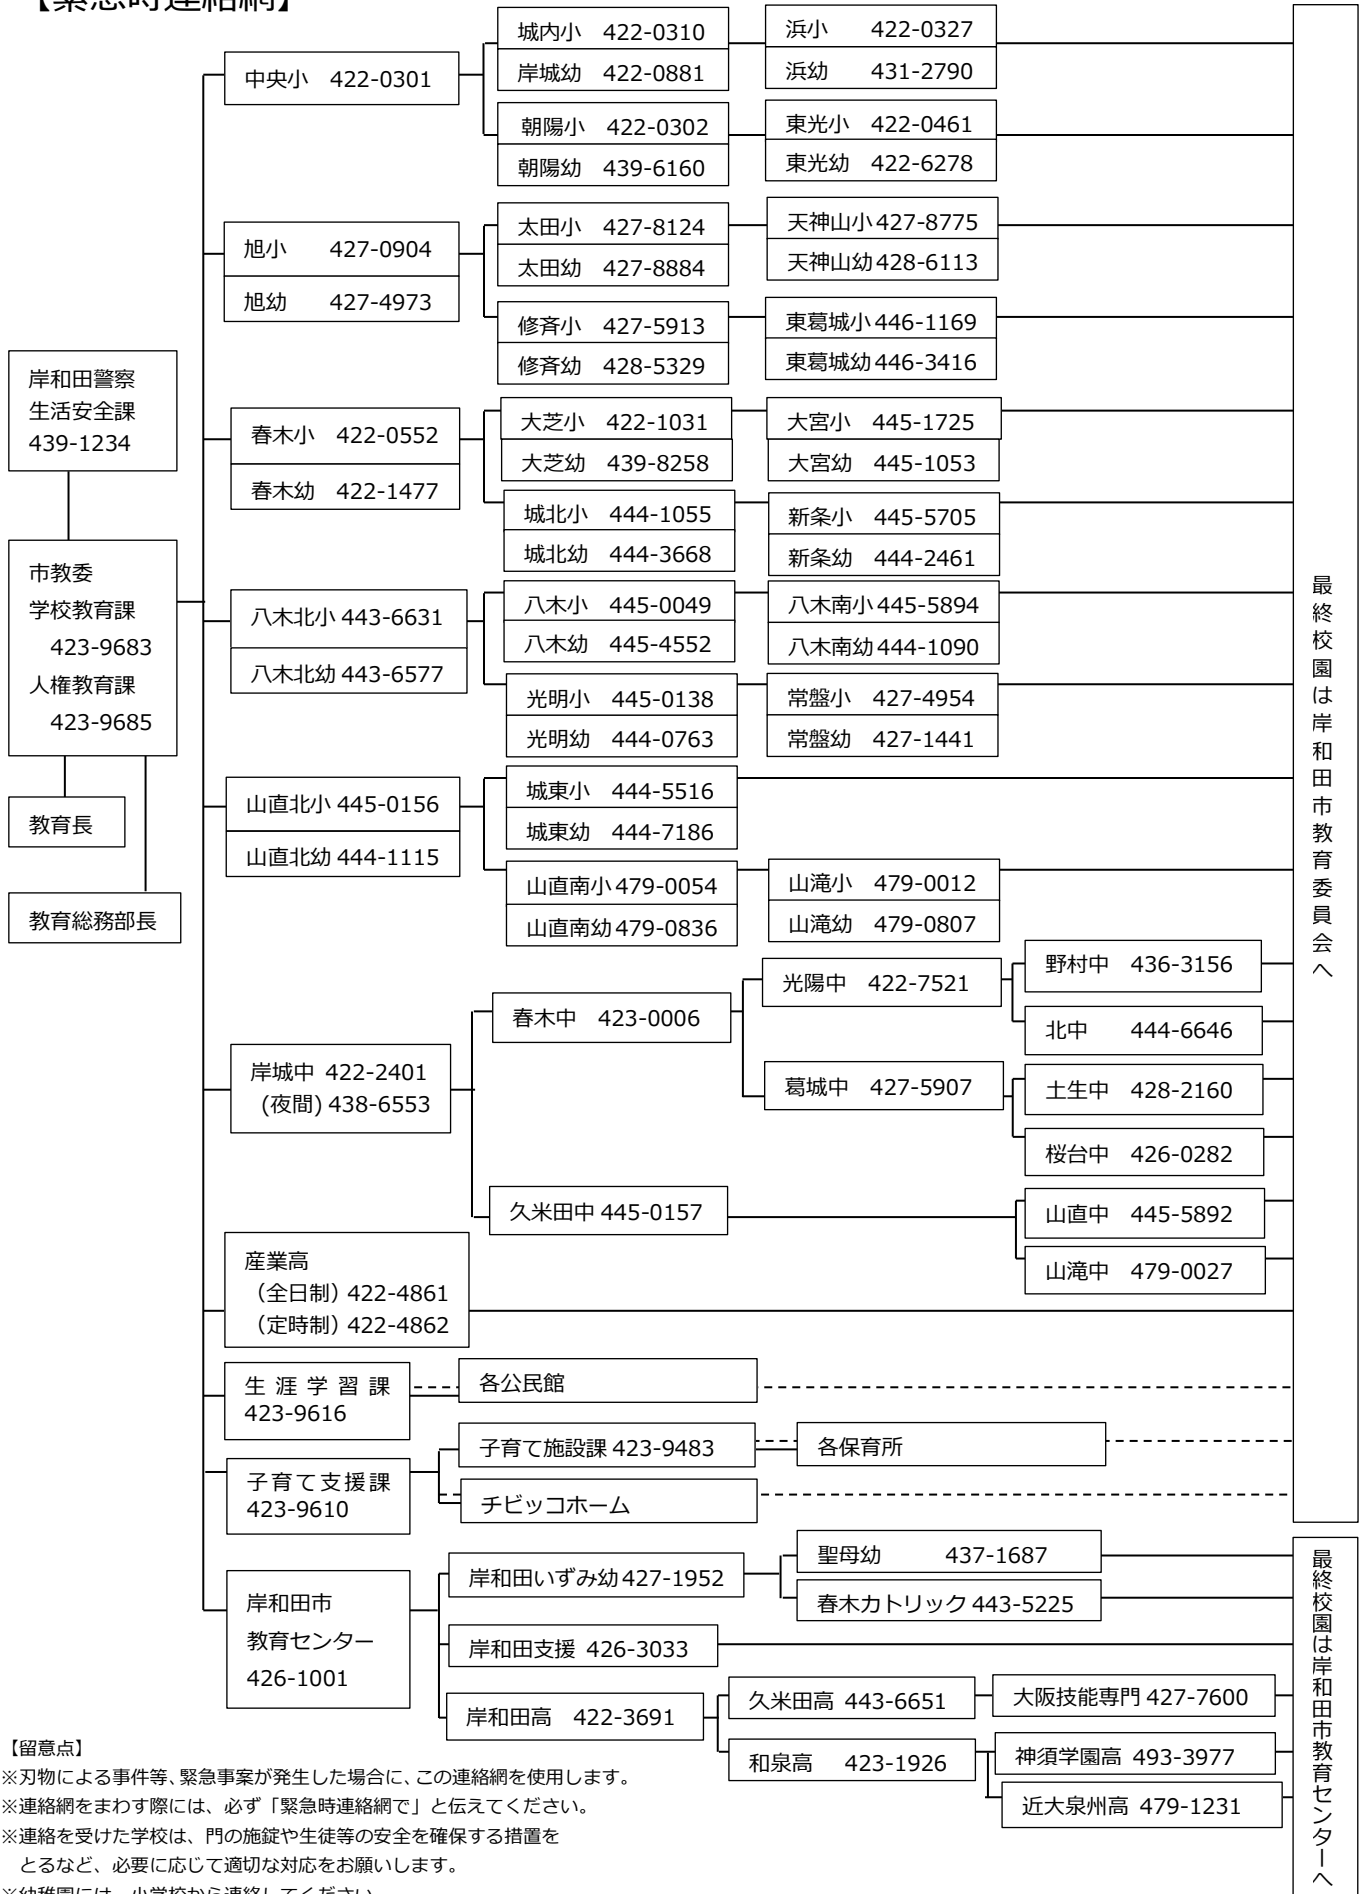 【緊急時連絡網】
城内小 422-0310
岸城幼 422-0881
浜小 422-0327
浜幼 431-2790
中央小 422-0301
朝陽小 422-0302
朝陽幼 439-6160
東光小 422-0461
東光幼 422-6278
旭小 427-0904
旭幼 427-4973
太田小 427-8124
太田幼 427-8884
天神山小 427-8775
天神山幼 428-6113
修斉小 427-5913
修斉幼 428-5329
東葛城小 446-1169
東葛城幼 446-3416
岸和田警察
生活安全課
439-1234
春木小 422-0552
春木幼 422-1477
大芝小 422-1031
大芝幼 439-8258
大宮小 445-1725
大宮幼 445-1053
城北小 444-1055
城北幼 444-3668
新条小 445-5705
新条幼 444-2461
市教委
学校教育課
423-9683
人権教育課
423-9685
八木北小 443-6631
八木北幼 443-6577
八木小 445-0049
八木幼 445-4552
八木南小 445-5894
八木南幼 444-1090
光明小 445-0138
光明幼 444-0763
常盤小 427-4954
常盤幼 427-1441
教育長
教育総務部長
山直北小 445-0156
山直北幼 444-1115
城東小 444-5516
城東幼 444-7186
山直南小 479-0054
山直南幼 479-0836
山滝小 479-0012
山滝幼 479-0807
岸城中 422-2401
(夜間) 438-6553
春木中 423-0006
光陽中 422-7521
野村中 436-3156
北中 444-6646
葛城中 427-5907
土生中 428-2160
桜台中 426-0282
久米田中 445-0157
山直中 445-5892
山滝中 479-0027
産業高
（全日制）422-4861
（定時制）422-4862
生涯学習課
423-9616
各公民館
子育て支援課
423-9610
子育て施設課 423-9483
各保育所
チビッコホーム
最終校園は岸和田市教育委員会へ
岸和田市
教育センター
426-1001
岸和田いずみ幼 427-1952
聖母幼 437-1687
春木カトリック 443-5225
岸和田支援 426-3033
岸和田高 422-3691
久米田高 443-6651
大阪技能専門 427-7600
和泉高 423-1926
神須学園高 493-3977
近大泉州高 479-1231
最終校園は岸和田市教育センターへ
【留意点】
※刃物による事件等、緊急事案が発生した場合に、この連絡網を使用します。
※連絡網をまわす際には、必ず「緊急時連絡網で」と伝えてください。
※連絡を受けた学校は、門の施錠や生徒等の安全を確保する措置を
とるなど、必要に応じて適切な対応をお願いします。
※幼稚園には、小学校から連絡してください